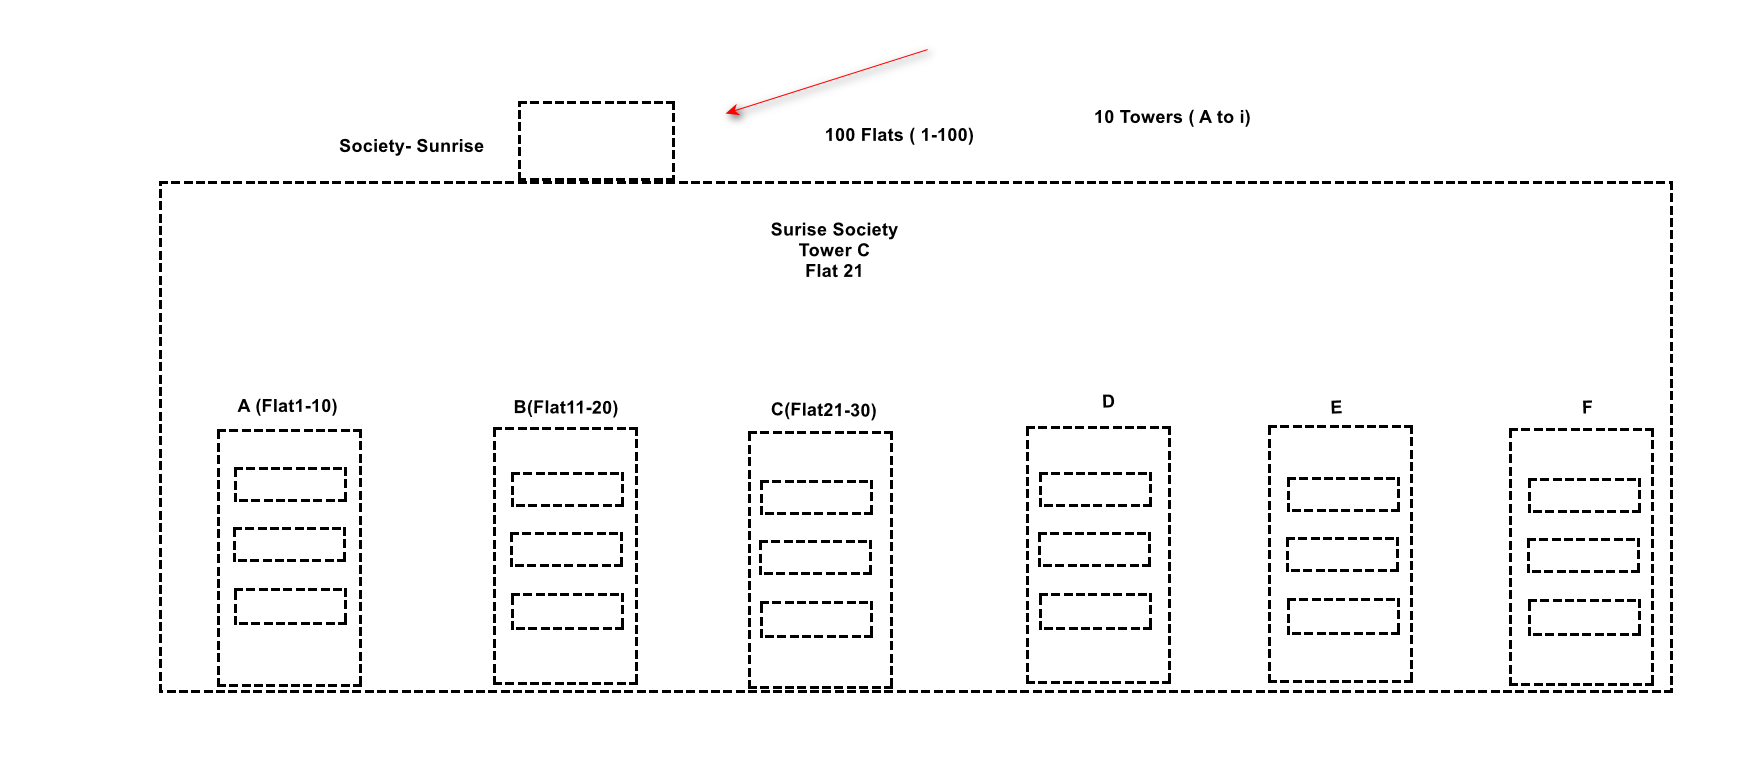 Society- Sunrise
100 Flats ( 1-100)
10 Towers ( A to i)
Surise Society
Tower C
Flat 21
A (Flat1-10)
B(Flat11-20)
C(Flat21-30)
D
E
F